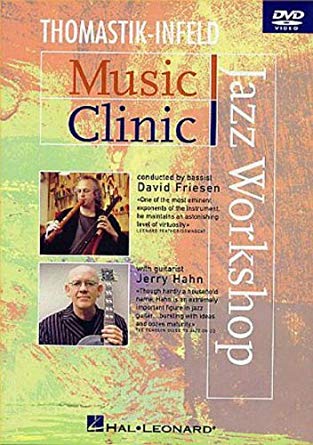 THOMASTIK-INFELD
DVD
VIDEO
Music
Clinic
Jazz Workshop
conducted by bassist
David Friesen
«One of the most eminent
exponents of the instrument,
he maintains an astonishing
level of virtuosity»
with guitarist
Jerry Hahn
«Though hardly a household
name, Hahn is an extremely
important figure in jazz
guitar...bursting with ideas
and oozes maturity»
HAL•LEONARD®